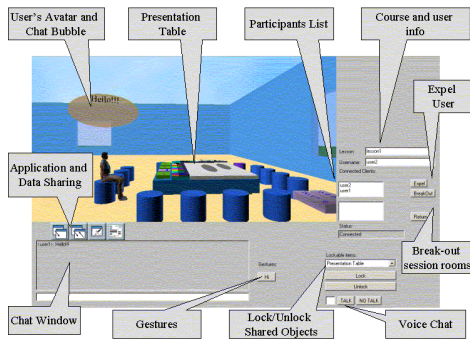 User's Avatar and
Chat Bubble
Presentation
Table
Participants List
Course and user
info
Expel
User
Hello!!!
Lesson:
lesson1
Username:
user2
Connected Clients:
user2
user1
Expel
BreakOut
Return
Application and
Data Sharing
Status:
Connected
Break-out
session rooms
<user1> Hello!!!
Gestures:
Hi
Lockable items:
Presentation Table
Lock
Unlock
TALK
NO TALK
Chat Window
Gestures
Lock/Unlock
Shared Objects
Voice Chat